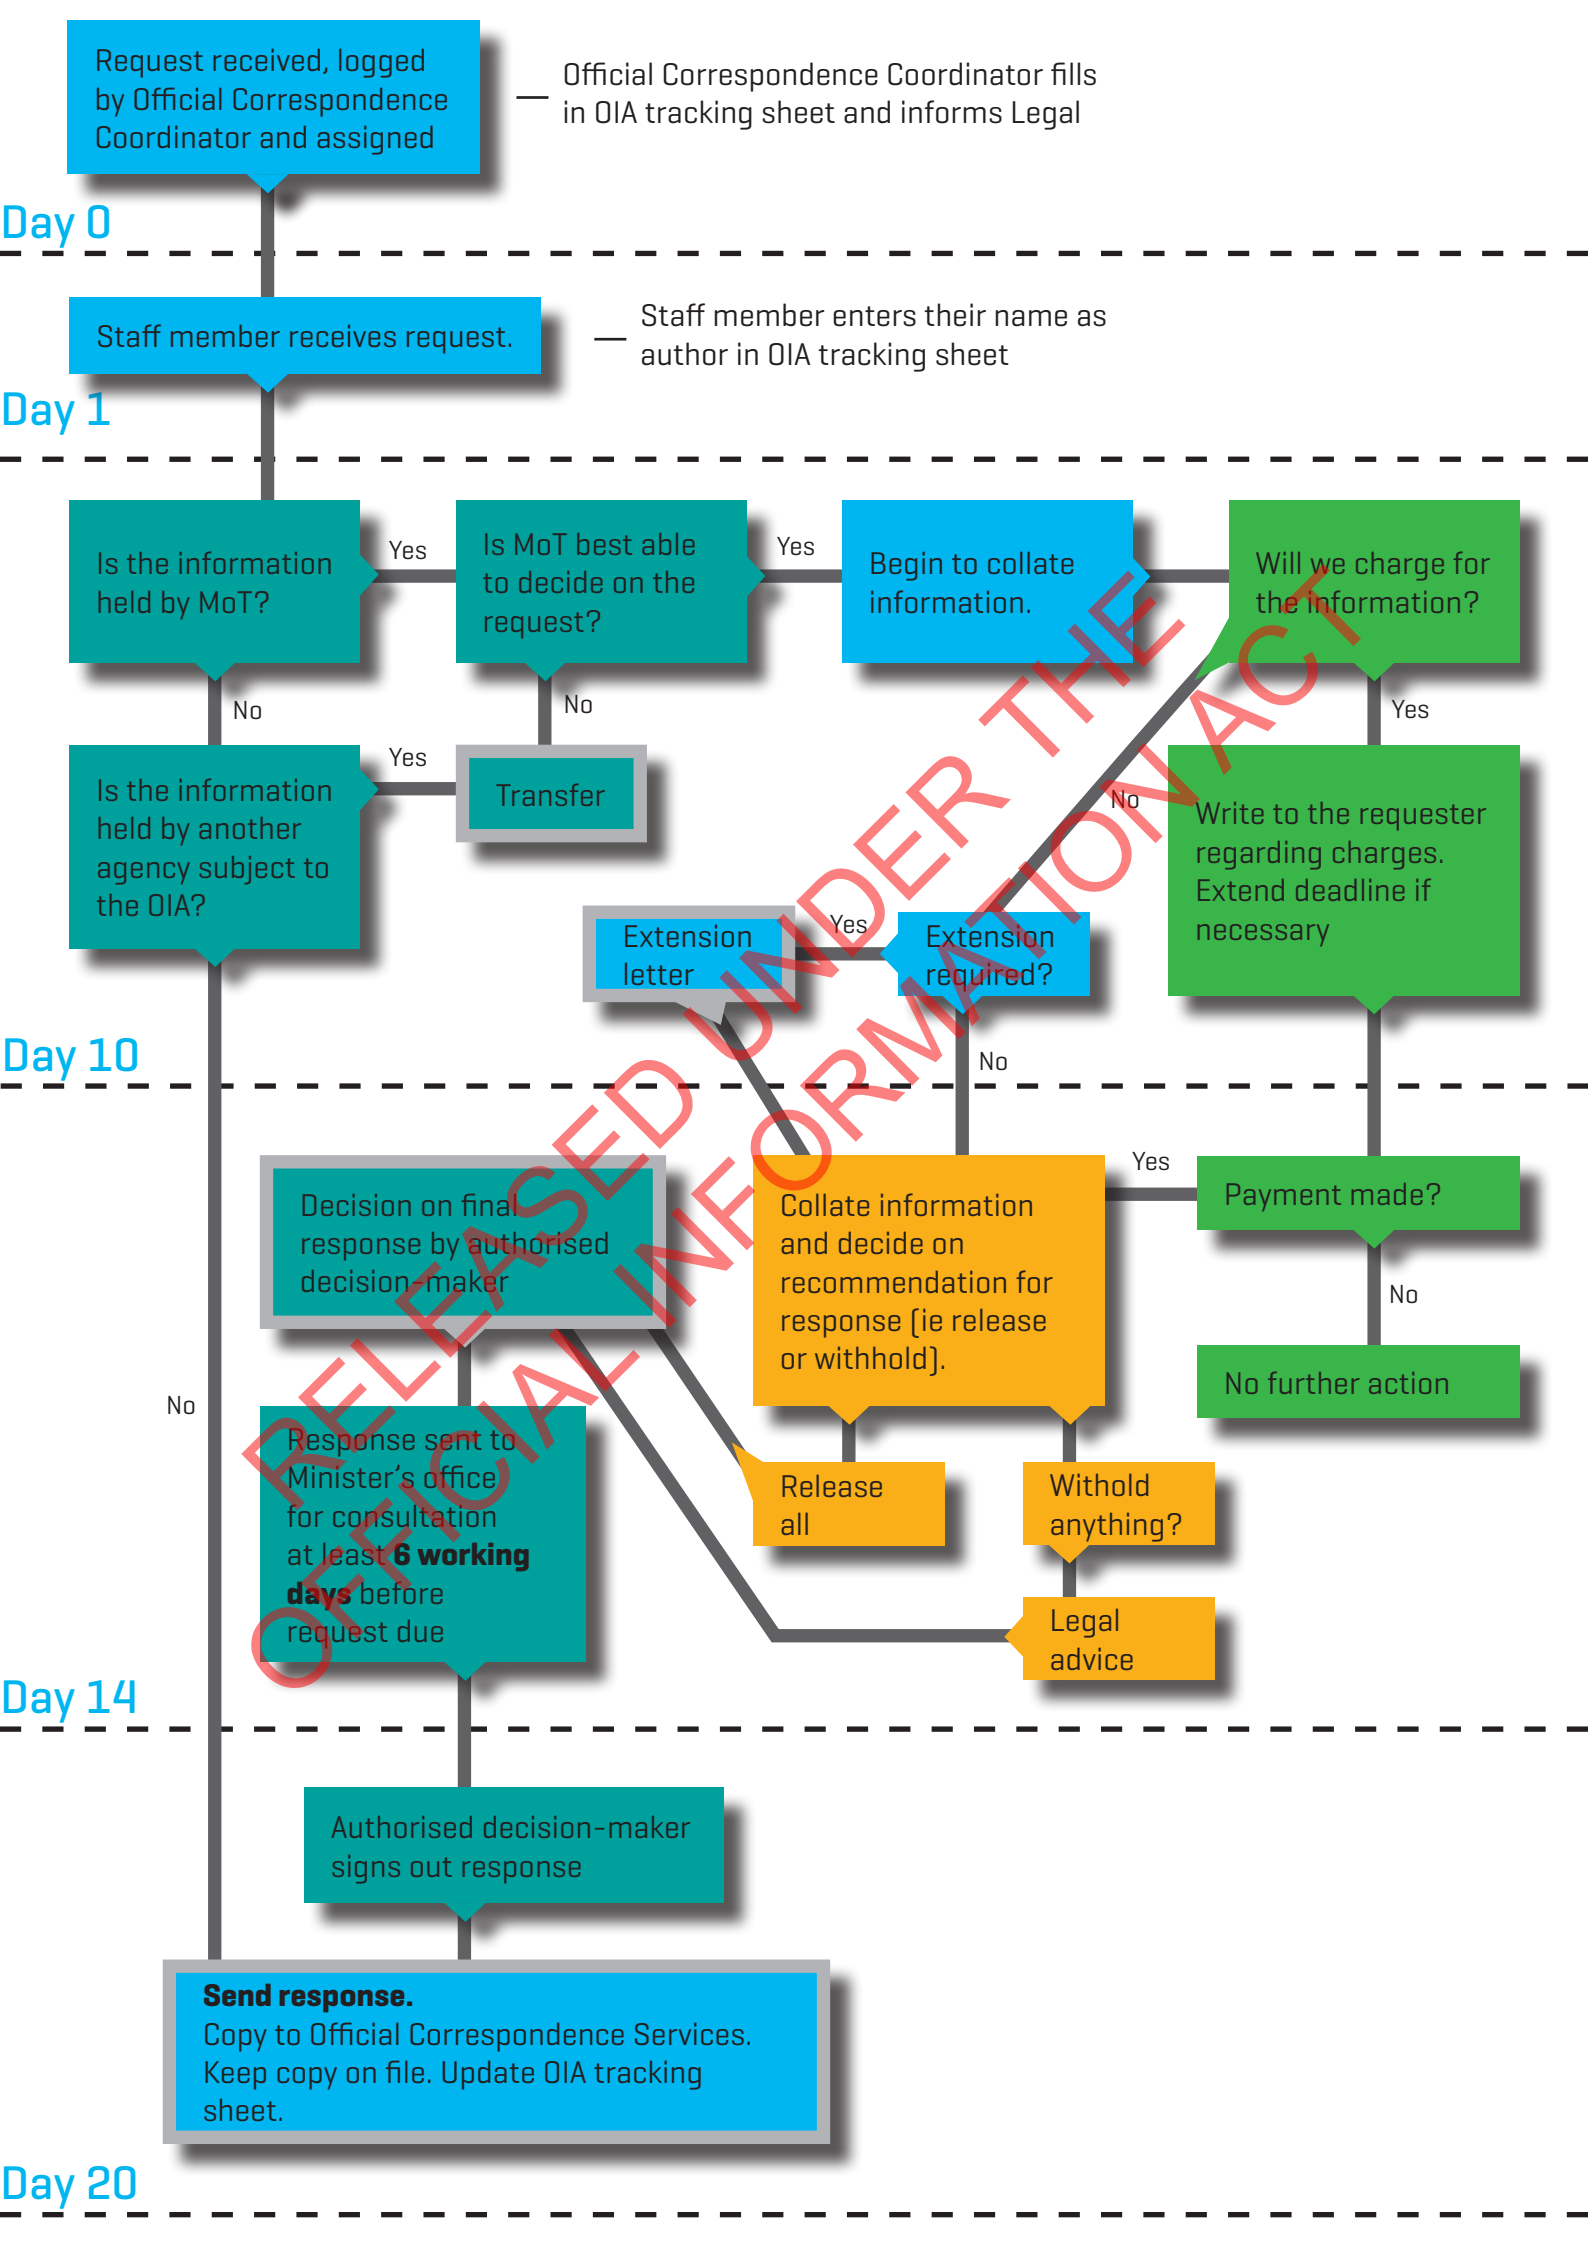 Request received, logged
by Official Correspondence
Coordinator and assigned
Official Correspondence Coordinator fills
in OIA tracking sheet and informs Legal
Day 0
Staff member receives request.
Staff member enters their name as
author in OIA tracking sheet
Day 1
Is the information
held by MoT?
Yes
Is MoT best able
to decide on the
request?
Yes
Begin to collate
information.
Will we charge for
the information?
No
No
Yes
Is the information
held by another
agency subject to
the OIA?
Yes
Transfer
No
Write to the requester
regarding charges.
Extend deadline if
necessary
Extension
letter
Yes
Extension
required?
Day 10
No
Decision on final
response by authorised
decision-maker
Collate information
and decide on
recommendation for
response (ie release
or withhold).
Yes
Payment made?
No
No further action
No
Response sent to
Minister's office
for consultation
at least 6 working
days before
request due
Release
all
Withold
anything?
Legal
advice
Day 14
Authorised decision-maker
signs out response
Send response.
Copy to Official Correspondence Services.
Keep copy on file. Update OIA tracking
sheet.
Day 20
RELEASED UNDER THE
OFFICIAL INFORMATION ACT